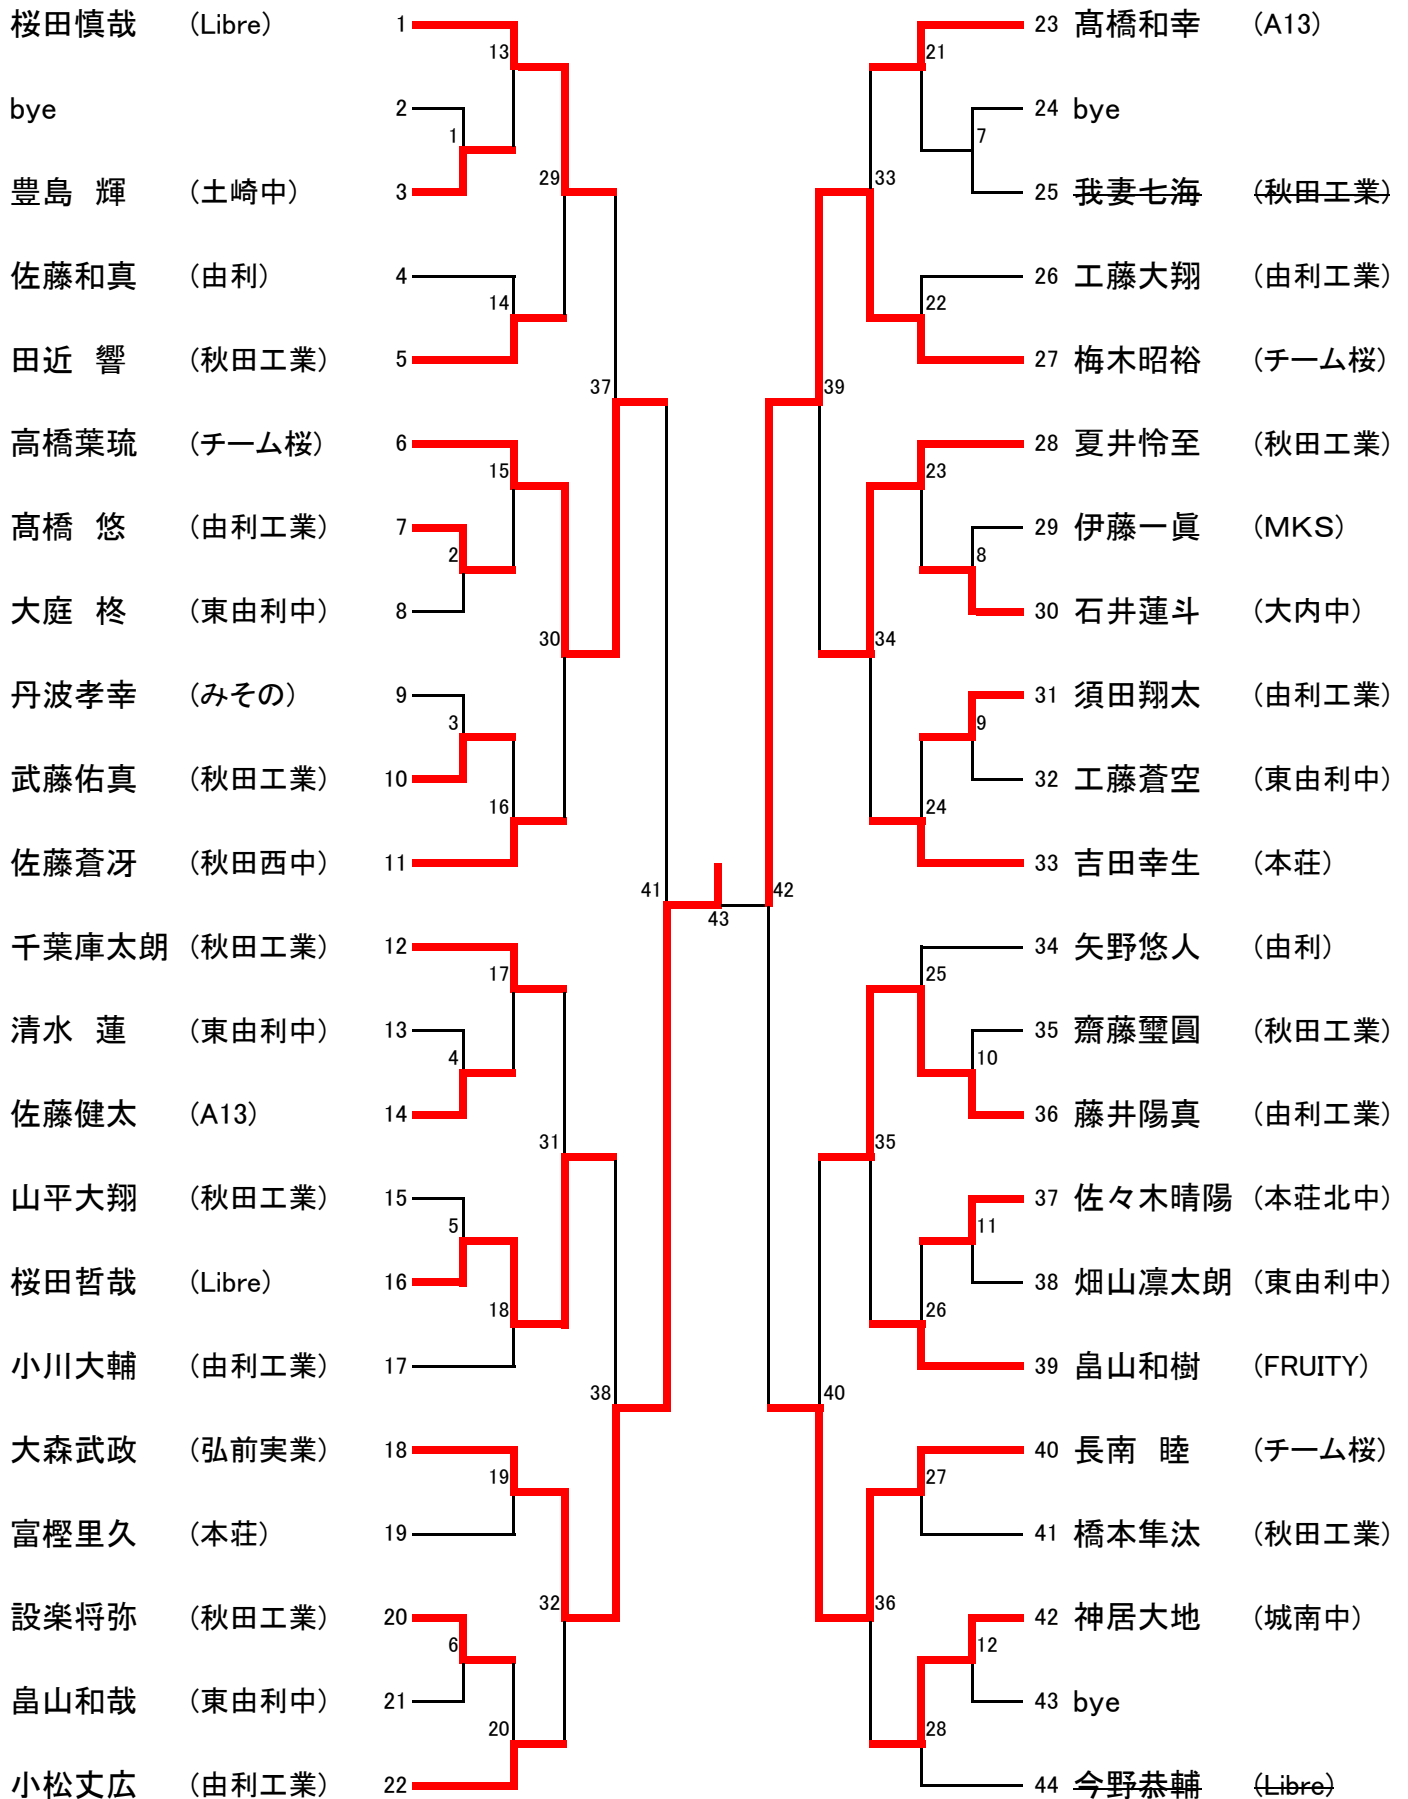 桜田慎哉 (Libre) 1
bye 2
豊島 輝 (土崎中) 3
佐藤和真 (由利) 4
田近 響 (秋田工業) 5
高橋葉琉 (チーム桜) 6
髙橋 悠 (由利工業) 7
大庭 柊 (東由利中) 8
丹波孝幸 (みその) 9
武藤佑真 (秋田工業) 10
佐藤蒼冴 (秋田西中) 11
千葉庫太朗 (秋田工業) 12
清水 蓮 (東由利中) 13
佐藤健太 (A13) 14
山平大翔 (秋田工業) 15
桜田哲哉 (Libre) 16
小川大輔 (由利工業) 17
大森武政 (弘前実業) 18
富樫里久 (本荘) 19
設楽将弥 (秋田工業) 20
畠山和哉 (東由利中) 21
小松丈広 (由利工業) 22
1
2
3
4
5
6
13
14
15
16
17
18
19
20
29
30
31
32
37
38
41
43
42
39
40
33
34
35
36
21
22
23
24
25
26
27
28
7
8
9
10
11
12
23 髙橋和幸 (A13)
24 bye
25 我妻七海 (秋田工業)
26 工藤大翔 (由利工業)
27 梅木昭裕 (チーム桜)
28 夏井怜至 (秋田工業)
29 伊藤一眞 (MKS)
30 石井蓮斗 (大内中)
31 須田翔太 (由利工業)
32 工藤蒼空 (東由利中)
33 吉田幸生 (本荘)
34 矢野悠人 (由利)
35 齋藤璽圓 (秋田工業)
36 藤井陽真 (由利工業)
37 佐々木晴陽 (本荘北中)
38 畑山凛太朗 (東由利中)
39 畠山和樹 (FRUITY)
40 長南 睦 (チーム桜)
41 橋本隼汰 (秋田工業)
42 神居大地 (城南中)
43 bye
44 今野恭輔 (Libre)